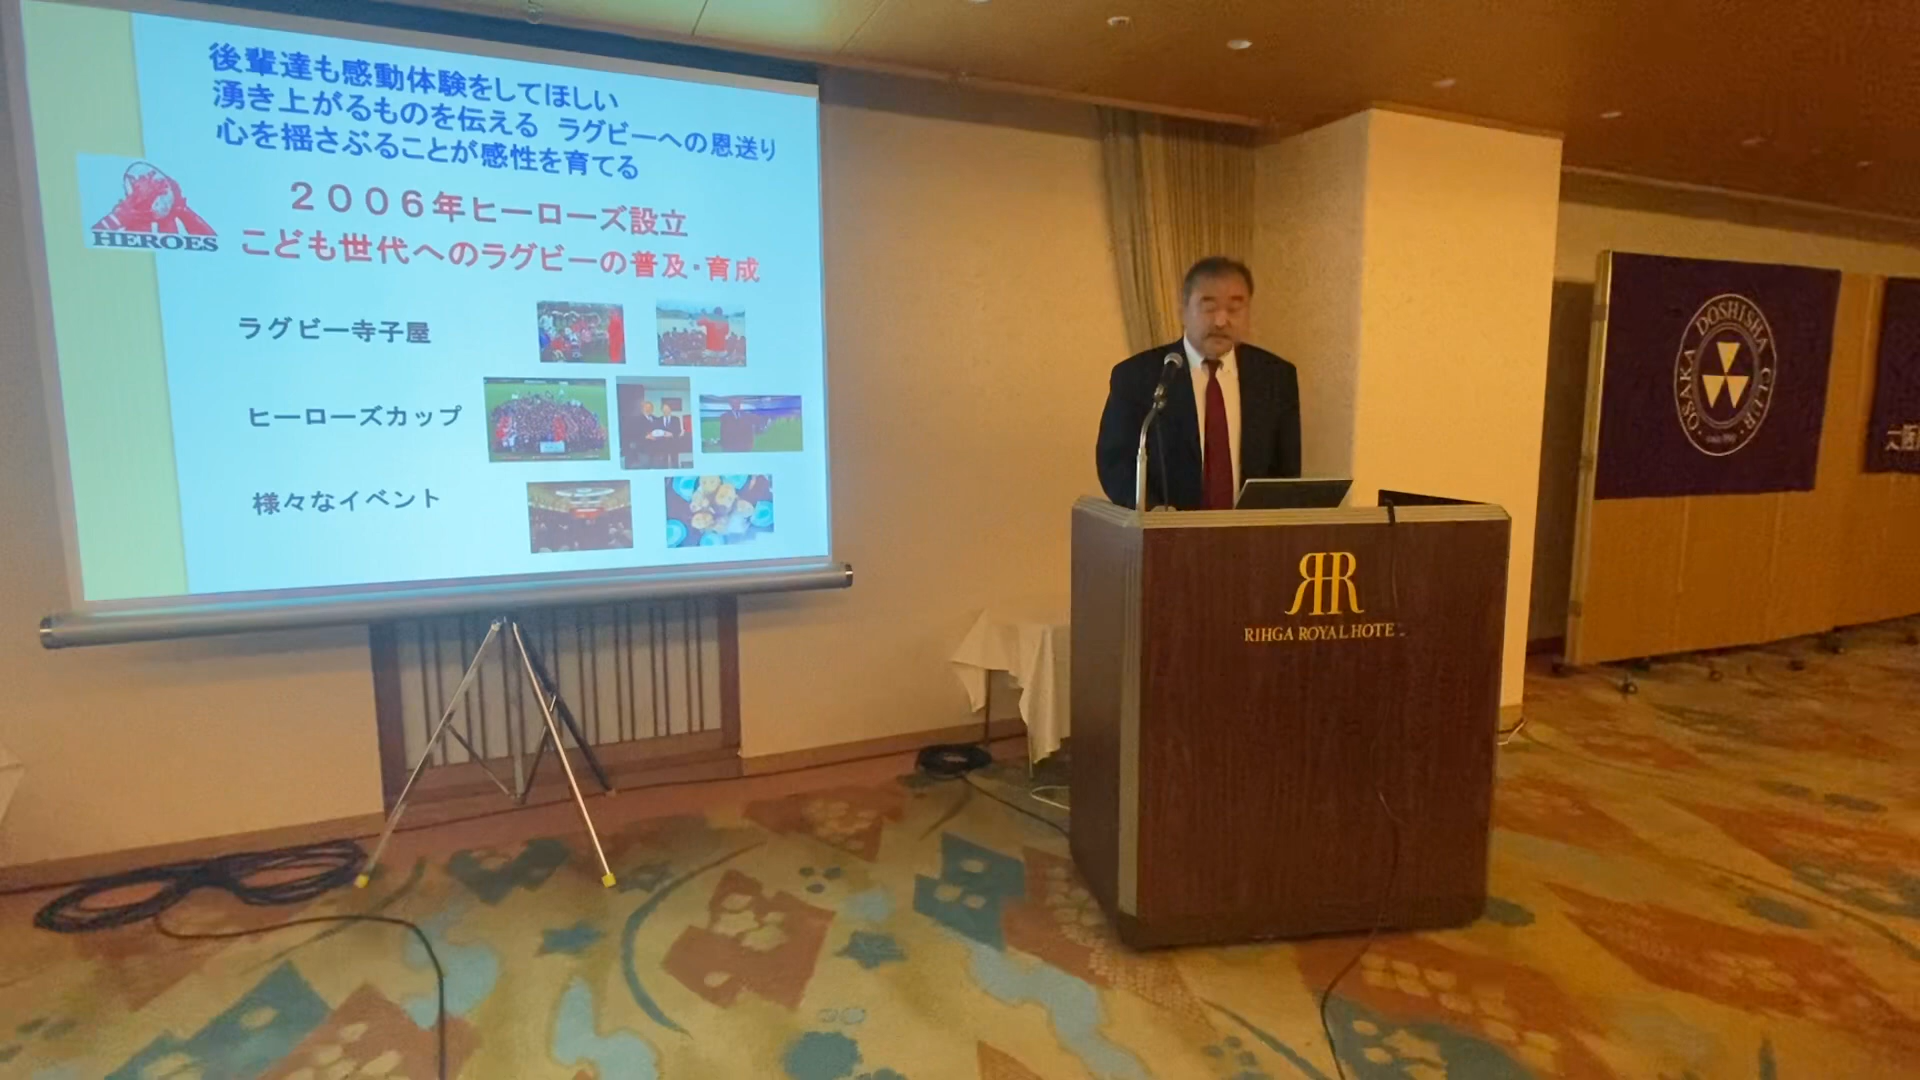 後輩達も感動体験をしてほしい
湧き上がるものを伝える ラグビーへの恩送り
心を揺さぶることが感性を育てる
HEROES
2006年ヒーローズ設立
こども世代へのラグビーの普及・育成
ラグビー寺子屋
ヒーローズカップ
様々なイベント
RIHGA ROYAL HOTE
OSAKA DOSHISHA CLUB
大阪